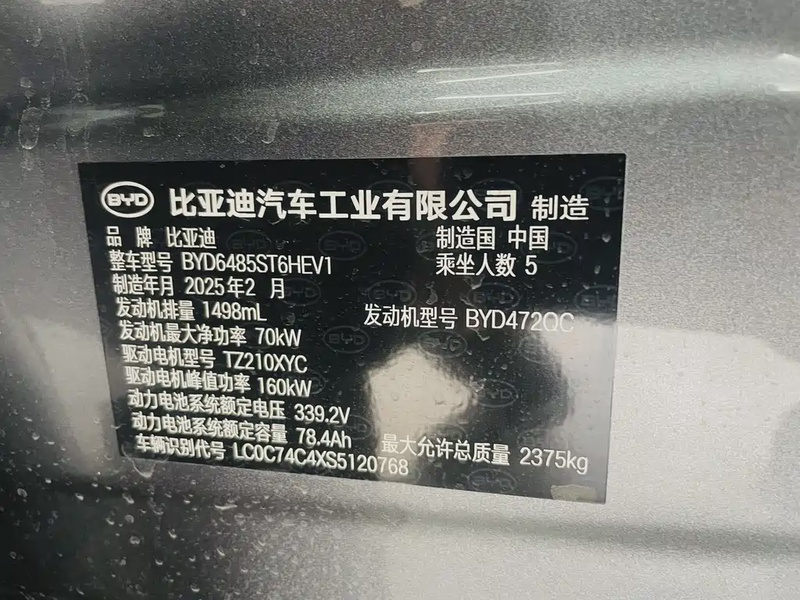 BYD 比亚迪汽车工业有限公司 制造
品 牌 比亚迪 制造国 中国
整车型号 BYD6485ST6HEV1 乘坐人数 5
制造年月 2025年2 月
发动机排量 1498mL 发动机型号 BYD472QC
发动机最大净功率 70kW
驱动电机型号 TZ210XYC
驱动电机峰值功率 160kW
动力电池系统额定电压 339.2V
动力电池系统额定容量 78.4Ah 最大允许总质量 2375kg
车辆识别代号 LC0C74C4XS5120768